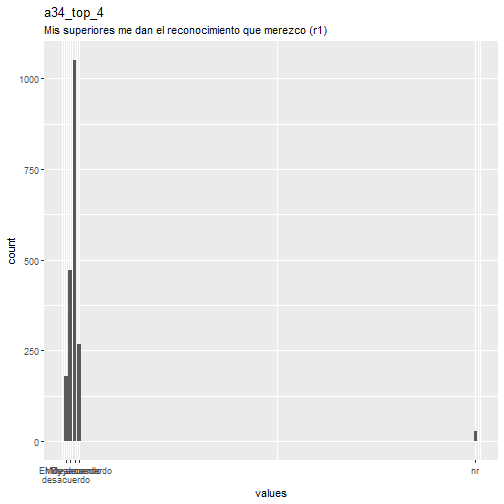 a34_top_4
Mis superiores me dan el reconocimiento que merezco (r1)
1000
750
500
250
0
count
nr
desacuerdo
values